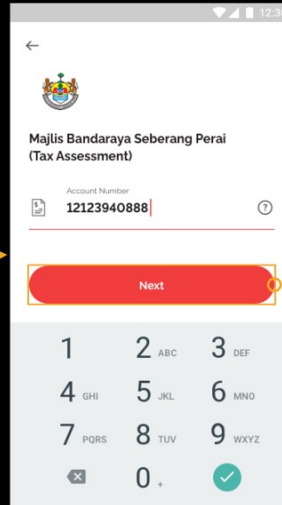 12:30
Majlis Bandaraya Seberang Perai
(Tax Assessment)
Account Number
12123940888
Next
1
2 ABC
3 DEF
4 GHI
5 JKL
6 MNO
7 PQRS
8 TUV
9 WXYZ
0 +